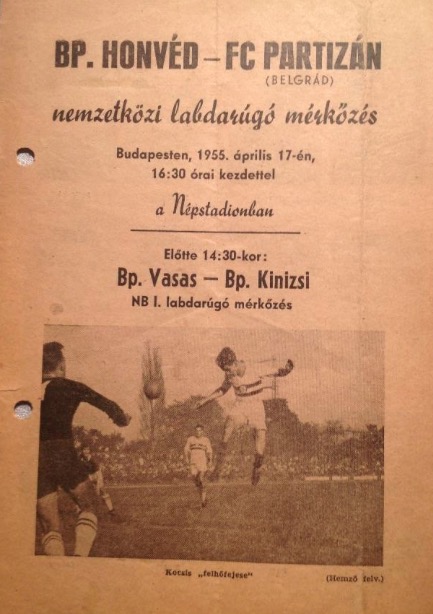 BP. HONVÉD – FC PARTIZÁN
(BELGRÁD)
nemzetközi labdarúgó mérkőzés
Budapesten, 1955. április 17-én,
16:30 órai kezdettel
a Népstadionban
Előtte 14:30-kor:
Bp. Vasas – Bp. Kinizsi
NB I. labdarúgó mérkőzés
Kocsis „felhőfejese“
(Hemző felv.)